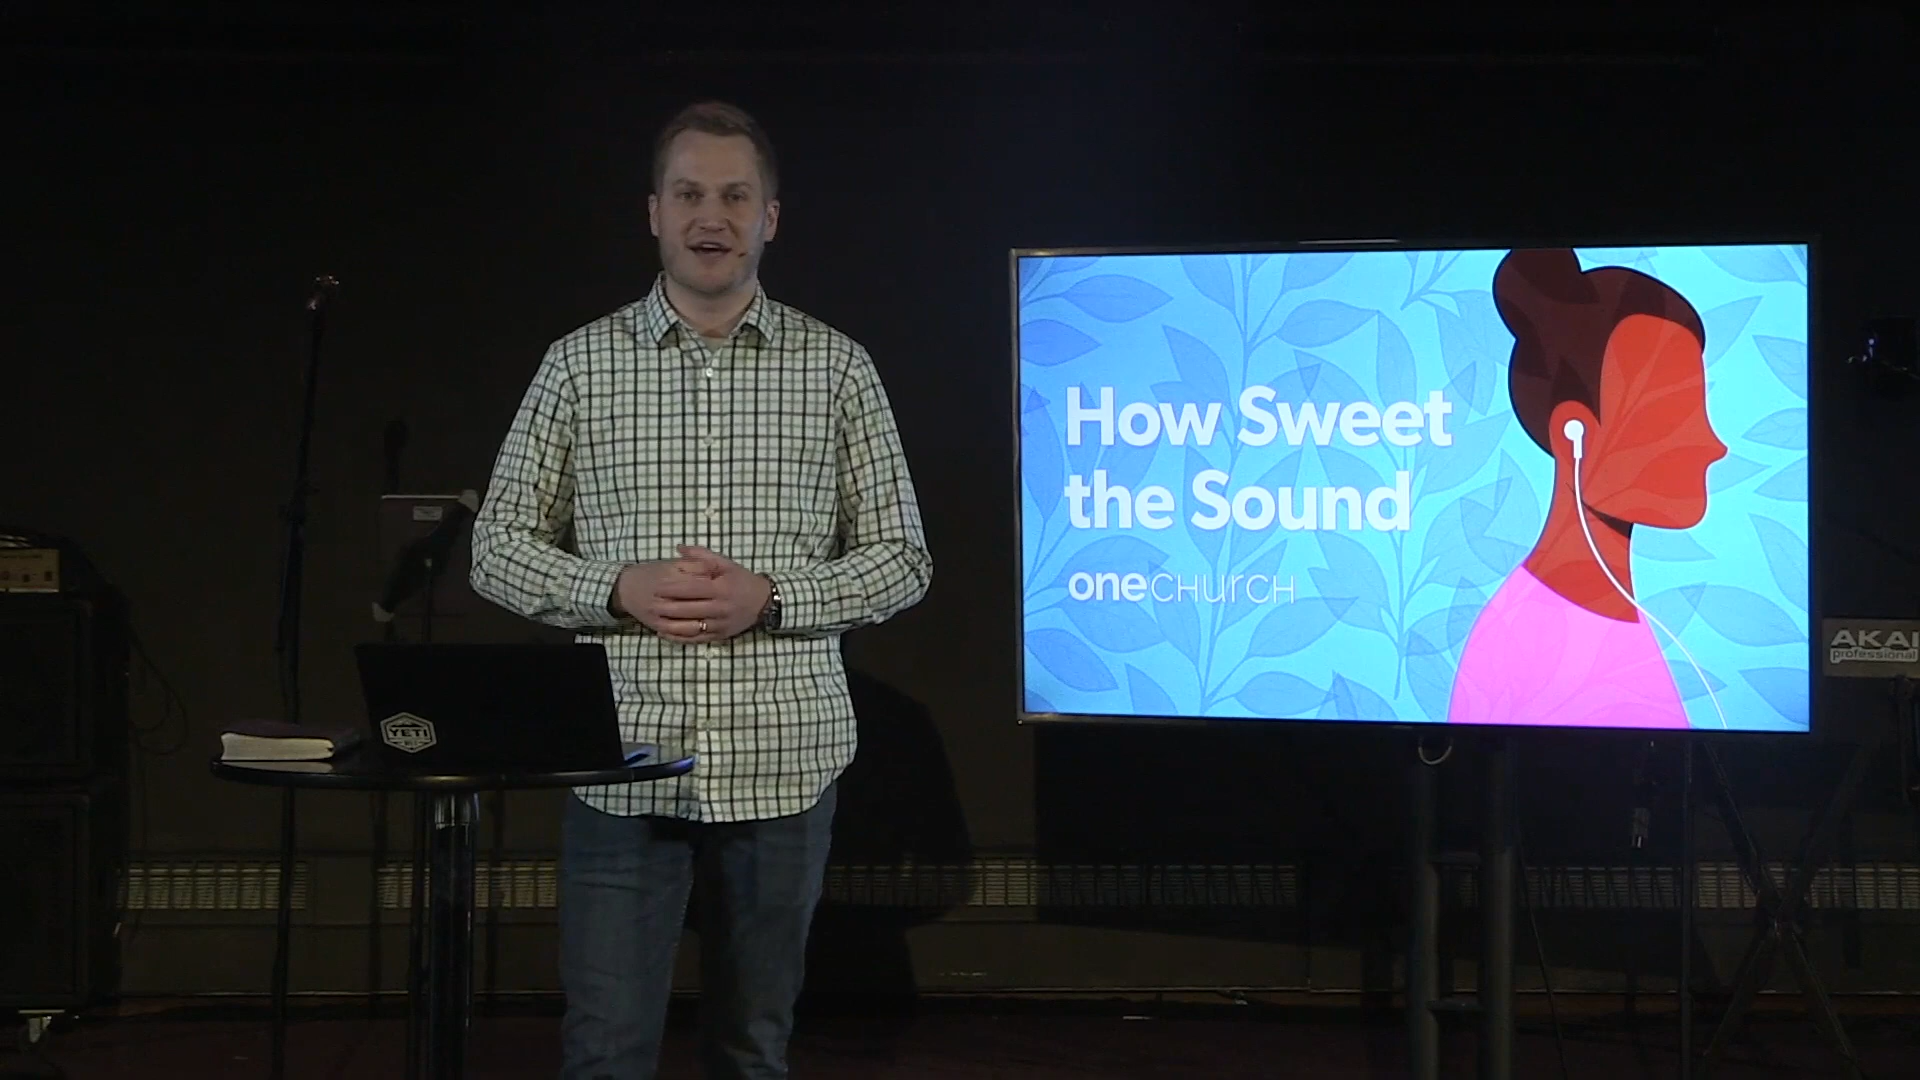 How Sweet
the Sound
oneCHUrCH
YETI
AKAI
professional